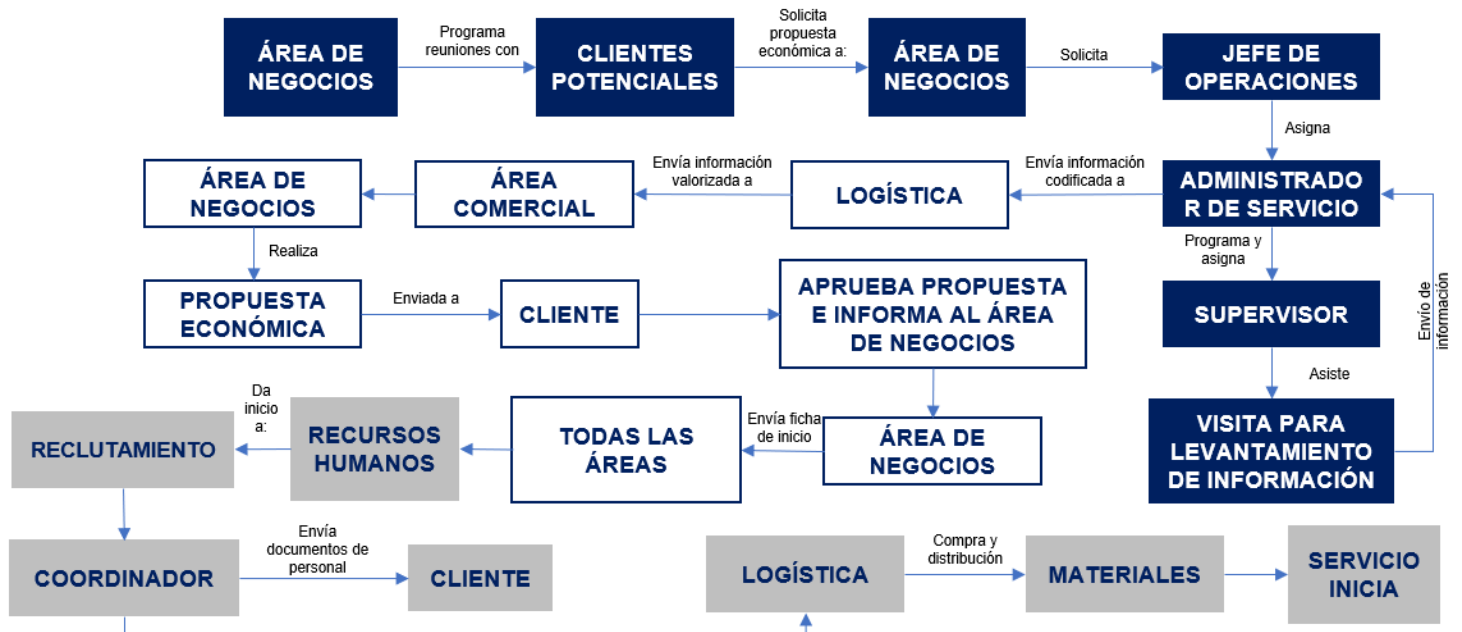 ÁREA DE
NEGOCIOS
Programa
reuniones con
CLIENTES
POTENCIALES
Solicita
propuesta
económica a:
ÁREA DE
NEGOCIOS
Solicita
JEFE DE
OPERACIONES
Asigna
ADMINISTRADO
R DE SERVICIO
Envía información
codificada a
LOGÍSTICA
Envía información
valorizada a
ÁREA
COMERCIAL
ÁREA DE
NEGOCIOS
Realiza
Programa y
asigna
SUPERVISOR
Asiste
VISITA PARA
LEVANTAMIENTO
DE INFORMACIÓN
Envío de
información
PROPUESTA
ECONÓMICA
Enviada a
CLIENTE
APRUEBA PROPUESTA
E INFORMA AL ÁREA
DE NEGOCIOS
ÁREA DE
NEGOCIOS
Envía ficha
de inicio
TODAS LAS
ÁREAS
RECURSOS
HUMANOS
Da
inicio
a:
RECLUTAMIENTO
COORDINADOR
Envía
documentos de
personal
CLIENTE
LOGÍSTICA
Compra y
distribución
MATERIALES
SERVICIO
INICIA